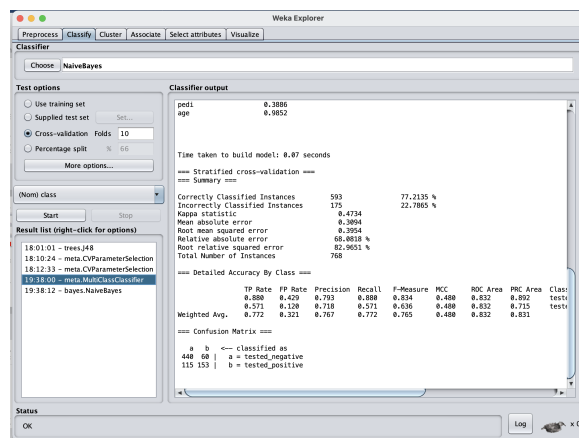 Weka Explorer
Preprocess Classify Cluster Associate Select attributes Visualize
Classifier
Choose NaiveBayes
Test options
Use training set
Supplied test set Set...
Cross-validation Folds 10
Percentage split % 66
More options...
(Nom) class
Start Stop
Result list (right-click for options)
18:01:01 - trees.J48
18:10:24 - meta.CVParameterSelection
18:12:33 - meta.CVParameterSelection
19:38:00 - meta.MultiClassClassifier
19:38:12 - bayes.NaiveBayes
Classifier output
pedi 0.3886
age 0.9852
Time taken to build model: 0.07 seconds
=== Stratified cross-validation ===
=== Summary ===
Correctly Classified Instances 593 77.2135 %
Incorrectly Classified Instances 175 22.7865 %
Kappa statistic 0.4734
Mean absolute error 0.3094
Root mean squared error 0.3954
Relative absolute error 68.0818 %
Root relative squared error 82.9651 %
Total Number of Instances 768
=== Detailed Accuracy By Class ===
TP Rate FP Rate Precision Recall F-Measure MCC ROC Area PRC Area Class
0.880 0.429 0.793 0.880 0.834 0.480 0.832 0.892 teste
0.571 0.120 0.718 0.571 0.636 0.480 0.832 0.715 teste
Weighted Avg. 0.772 0.321 0.767 0.772 0.765 0.480 0.832 0.831
=== Confusion Matrix ===
a b <-- classified as
440 60 | a = tested_negative
115 153 | b = tested_positive
Status
OK
Log x 0